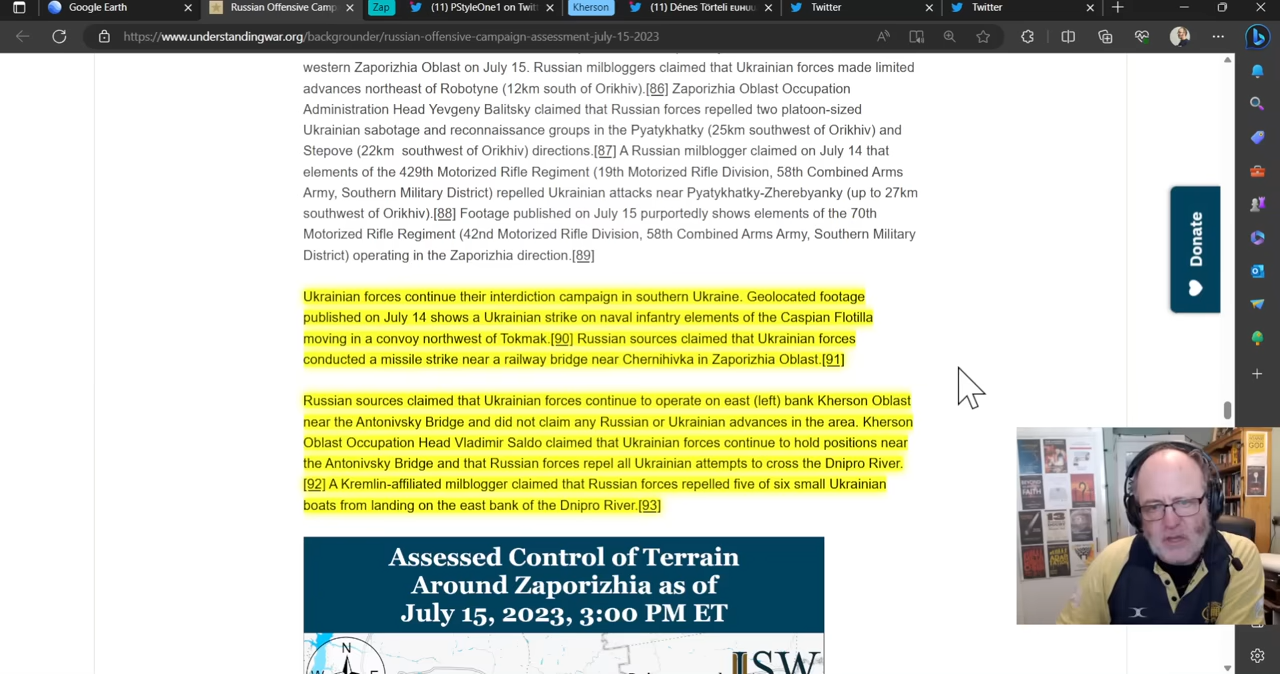 Google Earth
Russian Offensive Camp
Zap
(11) PStyleOne1 on Twit
Kherson
(11) Dénes Törteli EUHUU
Twitter
Twitter
https://www.understandingwar.org/backgrounder/russian-offensive-campaign-assessment-july-15-2023
western Zaporizhia Oblast on July 15. Russian milbloggers claimed that Ukrainian forces made limited
advances northeast of Robotyne (12km south of Orikhiv).[86] Zaporizhia Oblast Occupation
Administration Head Yevgeny Balitsky claimed that Russian forces repelled two platoon-sized
Ukrainian sabotage and reconnaissance groups in the Pyatykhatky (25km southwest of Orikhiv) and
Stepove (22km southwest of Orikhiv) directions.[87] A Russian milblogger claimed on July 14 that
elements of the 429th Motorized Rifle Regiment (19th Motorized Rifle Division, 58th Combined Arms
Army, Southern Military District) repelled Ukrainian attacks near Pyatykhatky-Zherebyanky (up to 27km
southwest of Orikhiv).[88] Footage published on July 15 purportedly shows elements of the 70th
Motorized Rifle Regiment (42nd Motorized Rifle Division, 58th Combined Arms Army, Southern Military
District) operating in the Zaporizhia direction.[89]
Ukrainian forces continue their interdiction campaign in southern Ukraine. Geolocated footage
published on July 14 shows a Ukrainian strike on naval infantry elements of the Caspian Flotilla
moving in a convoy northwest of Tokmak.[90] Russian sources claimed that Ukrainian forces
conducted a missile strike near a railway bridge near Chernihivka in Zaporizhia Oblast.[91]
Russian sources claimed that Ukrainian forces continue to operate on east (left) bank Kherson Oblast
near the Antonivsky Bridge and did not claim any Russian or Ukrainian advances in the area. Kherson
Oblast Occupation Head Vladimir Saldo claimed that Ukrainian forces continue to hold positions near
the Antonivsky Bridge and that Russian forces repel all Ukrainian attempts to cross the Dnipro River.
[92] A Kremlin-affiliated milblogger claimed that Russian forces repelled five of six small Ukrainian
boats from landing on the east bank of the Dnipro River.[93]
Donate
Assessed Control of Terrain
Around Zaporizhia as of
July 15, 2023, 3:00 PM ET
N
ISW